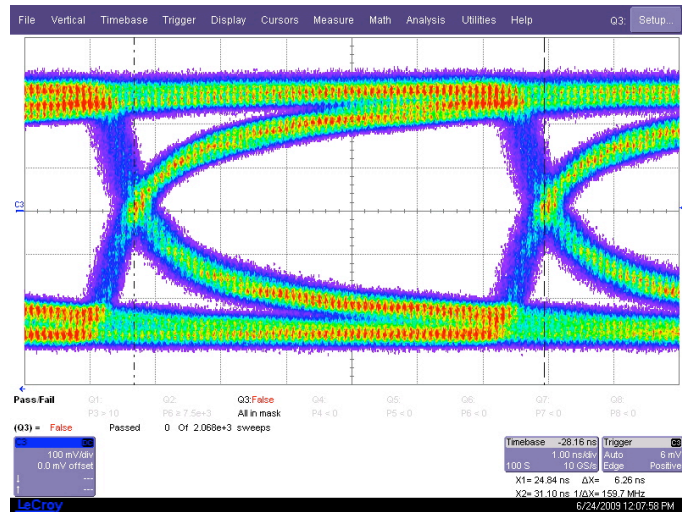 File Vertical Timebase Trigger Display Cursors Measure Math Analysis Utilities Help Q3: Setup...
C3
Pass/Fail Q1: Q2: Q3:False Q4: Q5: Q6: Q7: Q8:
P3 > 10 P8 ≥ 7.5e+3 All in mask P4 < 0 P5 < 0 P6 < 0 P7 < 0 P8 < 0
(Q3) = False Passed 0 Of 2.068e+3 sweeps
C3
100 mV/div
0.0 mV offset
---
---
Timebase -28.16 ns
1.00 ns/div
100 S 10 GS/s
Trigger C3
Auto 6 mV
Edge Positive
X1= 24.84 ns ΔX= 6.26 ns
X2= 31.10 ns 1/ΔX= 159.7 MHz
LeCroy 6/24/2009 12:07:58 PM